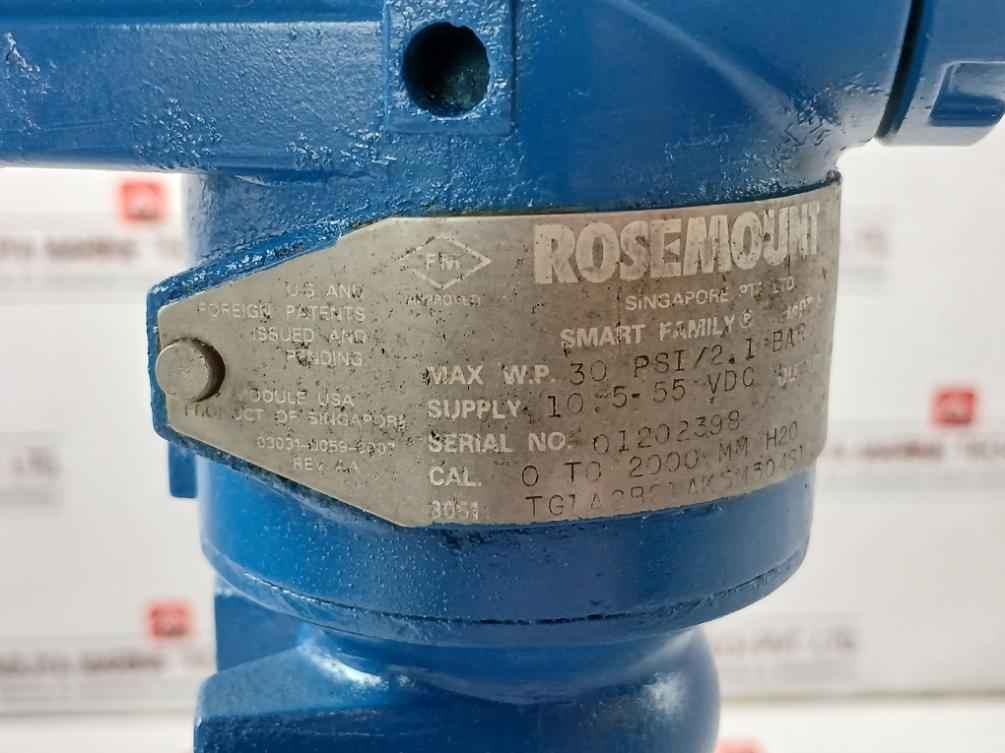 FM
APPROVED
U.S. AND
FOREIGN PATENTS
ISSUED AND
PENDING
MODULE USA
PRODUCT OF SINGAPORE
REV AA
ROSEMOUNT
SINGAPORE PTE LTD
SMART FAMILY®
MAX W.P. 30 PSI/2.1 BAR
SUPPLY 10.5-55 VDC
SERIAL NO. 01202398
CAL. 0 TO 2000 MM H2O
3051